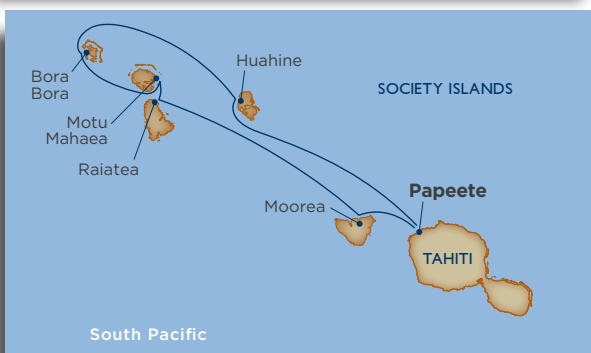 Huahine
Bora
Bora
SOCIETY ISLANDS
Motu
Mahaea
Raiatea
Papeete
Moorea
TAHITI
South Pacific